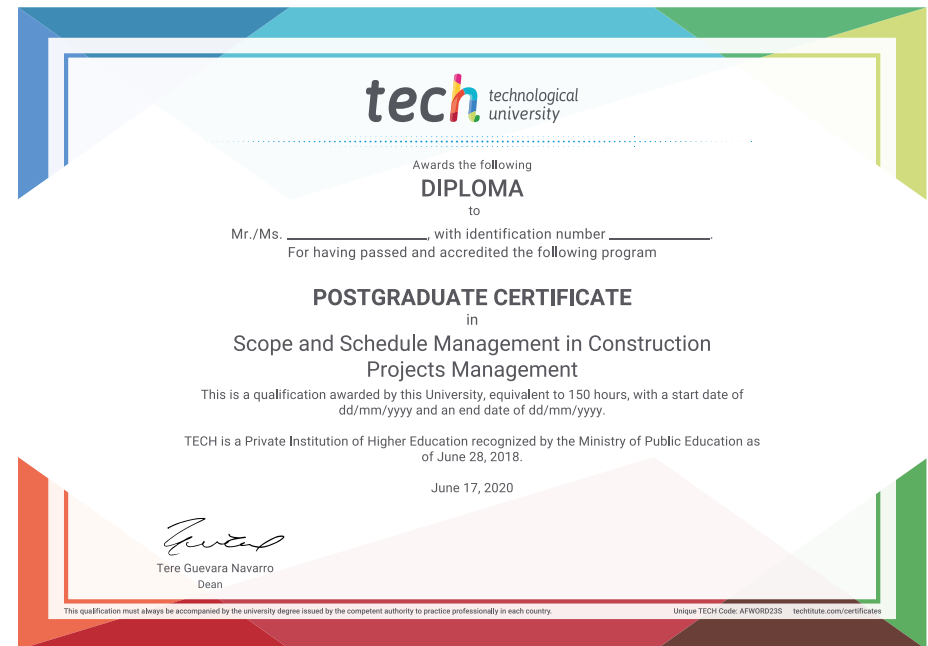 tech technological
university
Awards the following
DIPLOMA
to
Mr./Ms. ____________________, with identification number ______________.
For having passed and accredited the following program
POSTGRADUATE CERTIFICATE
in
Scope and Schedule Management in Construction
Projects Management
This is a qualification awarded by this University, equivalent to 150 hours, with a start date of
dd/mm/yyyy and an end date of dd/mm/yyyy.
TECH is a Private Institution of Higher Education recognized by the Ministry of Public Education as
of June 28, 2018.
June 17, 2020
Tere Guevara Navarro
Dean
This qualification must always be accompanied by the university degree issued by the competent authority to practice professionally in each country. Unique TECH Code: AFWORD23S techtitute.com/certificates